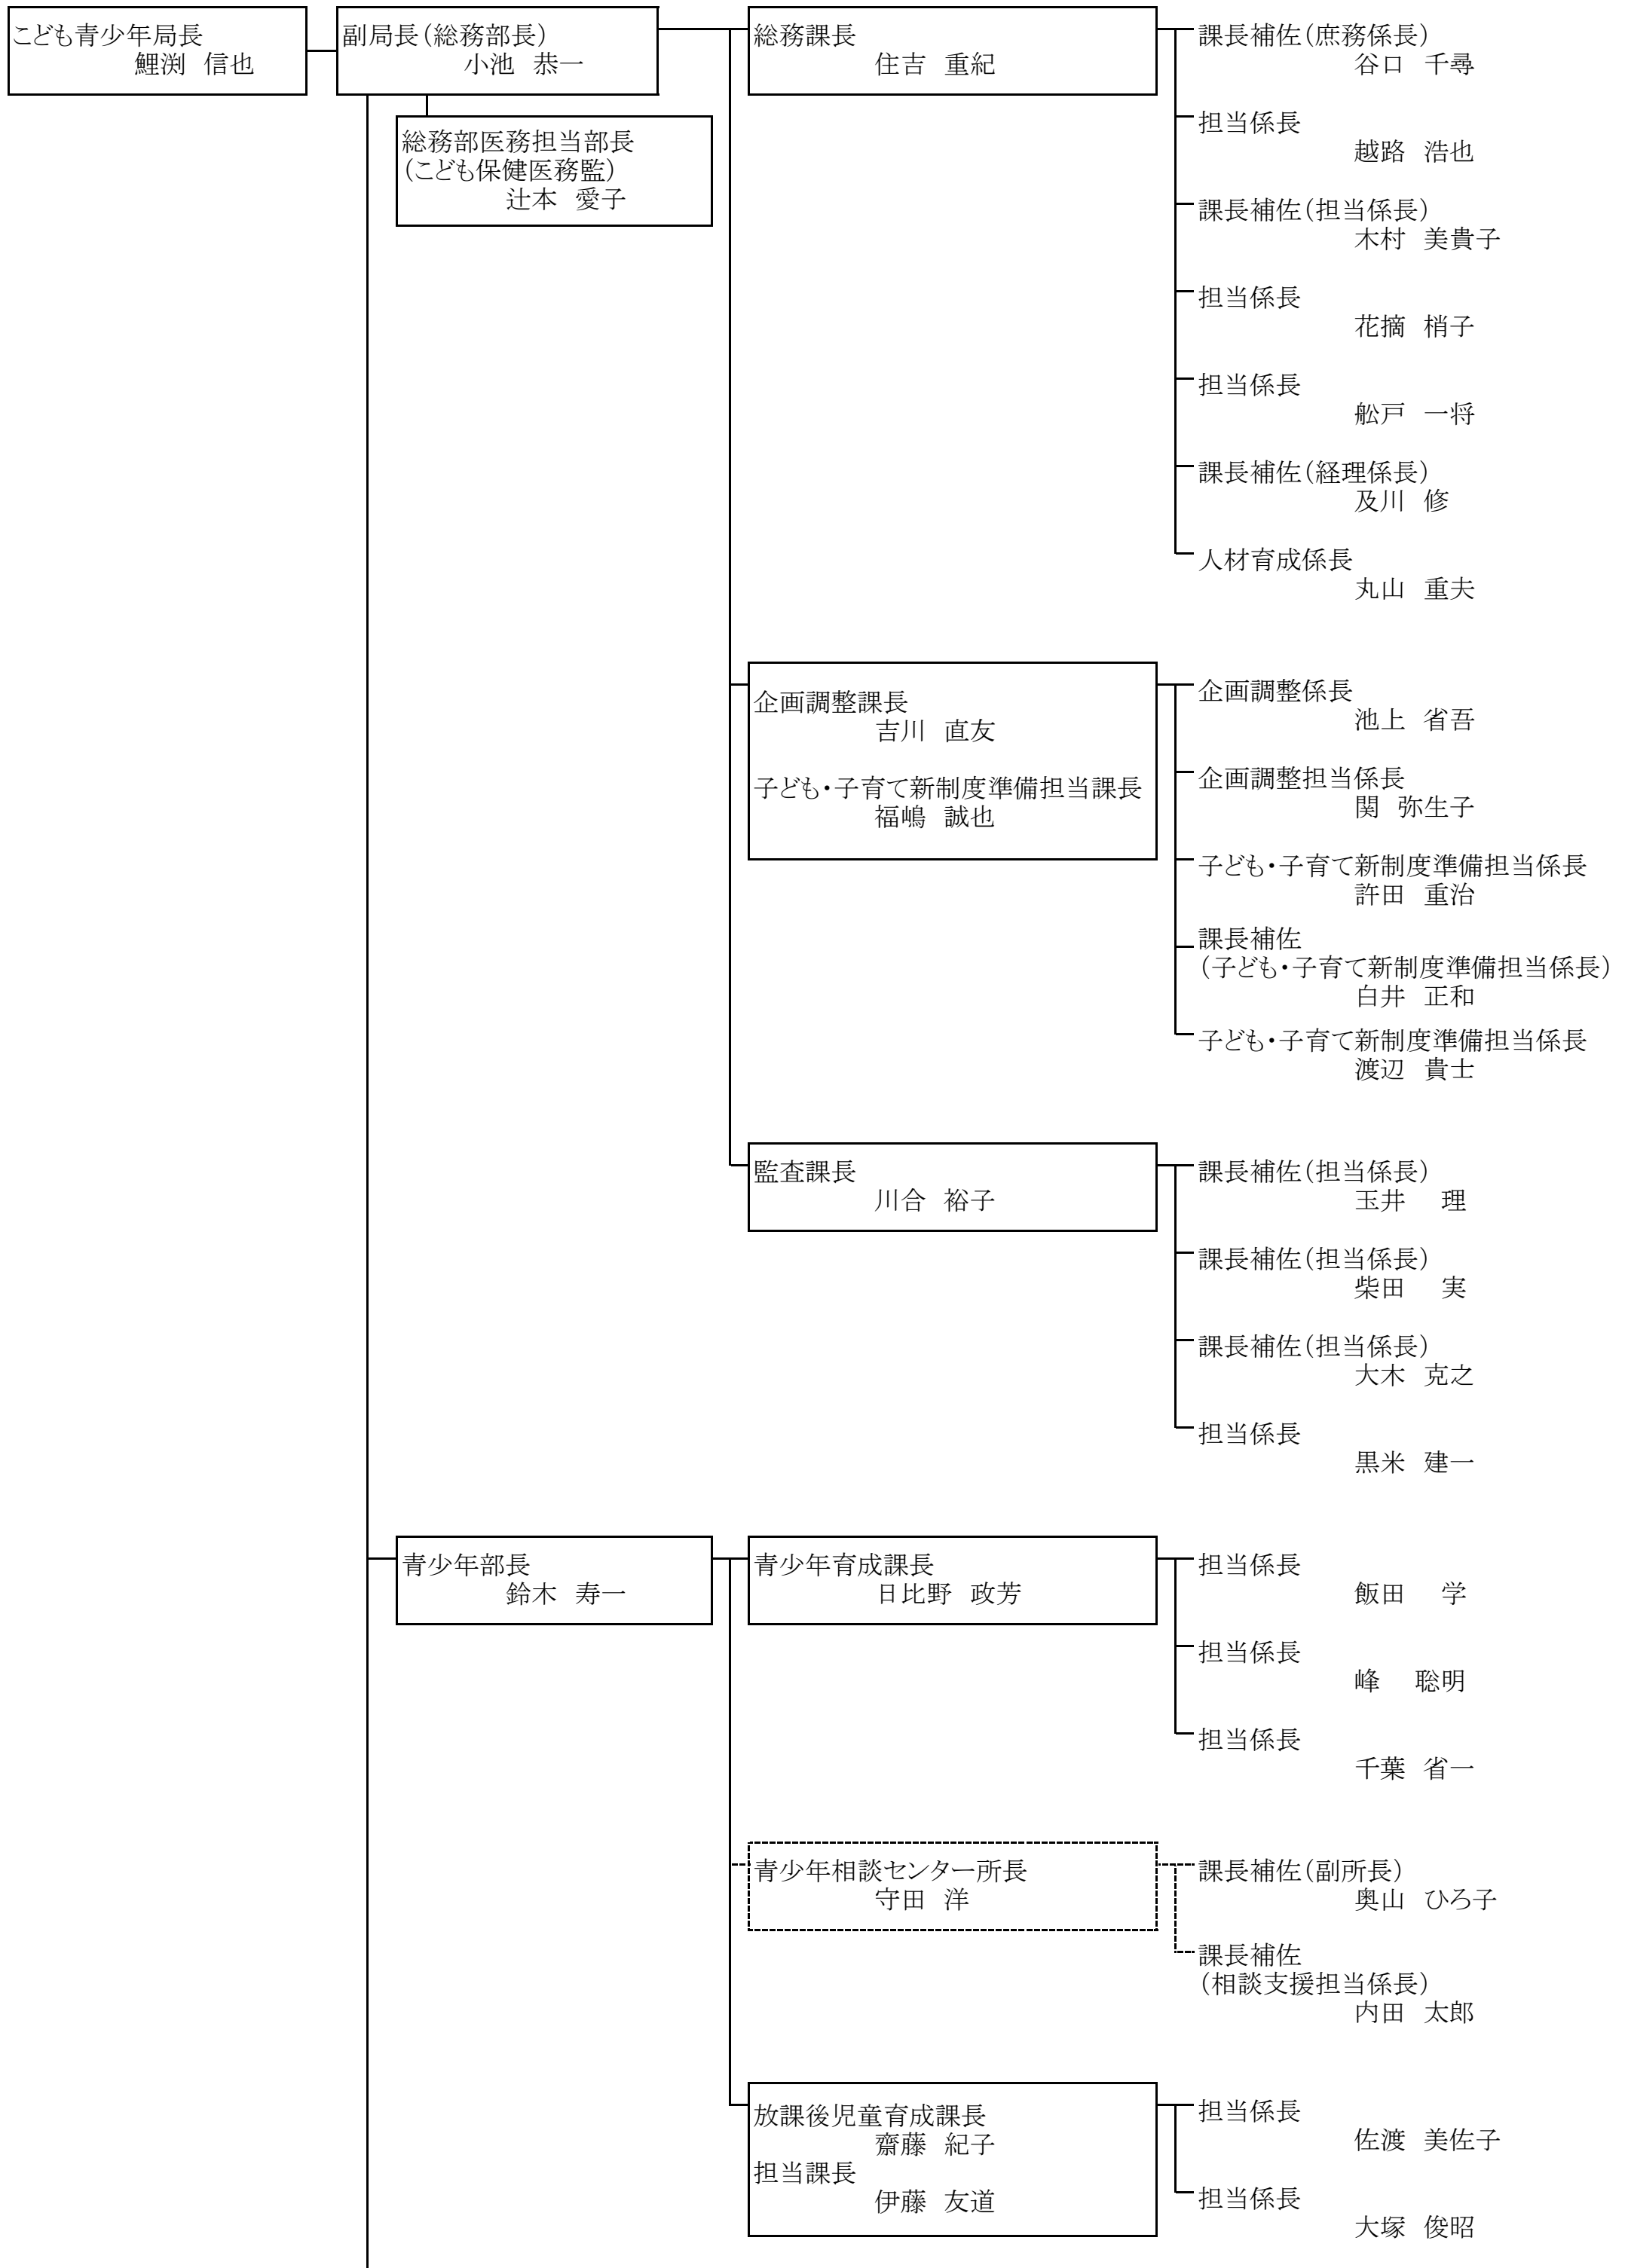 こども青少年局長
鯉渕 信也
副局長(総務部長)
小池 恭一
総務部医務担当部長
(こども保健医務監)
辻本 愛子
総務課長
住吉 重紀
課長補佐(庶務係長)
谷口 千尋
担当係長
越路 浩也
課長補佐(担当係長)
木村 美貴子
担当係長
花摘 梢子
担当係長
舩戸 一将
課長補佐(経理係長)
及川 修
人材育成係長
丸山 重夫
企画調整課長
吉川 直友
子ども・子育て新制度準備担当課長
福嶋 誠也
企画調整係長
池上 省吾
企画調整担当係長
関 弥生子
子ども・子育て新制度準備担当係長
許田 重治
課長補佐
(子ども・子育て新制度準備担当係長)
白井 正和
子ども・子育て新制度準備担当係長
渡辺 貴士
監査課長
川合 裕子
課長補佐(担当係長)
玉井 理
課長補佐(担当係長)
柴田 実
課長補佐(担当係長)
大木 克之
担当係長
黒米 建一
青少年部長
鈴木 寿一
青少年育成課長
日比野 政芳
担当係長
飯田 学
担当係長
峰 聡明
担当係長
千葉 省一
青少年相談センター所長
守田 洋
課長補佐(副所長)
奥山 ひろ子
課長補佐
(相談支援担当係長)
内田 太郎
放課後児童育成課長
齋藤 紀子
担当課長
伊藤 友道
担当係長
佐渡 美佐子
担当係長
大塚 俊昭